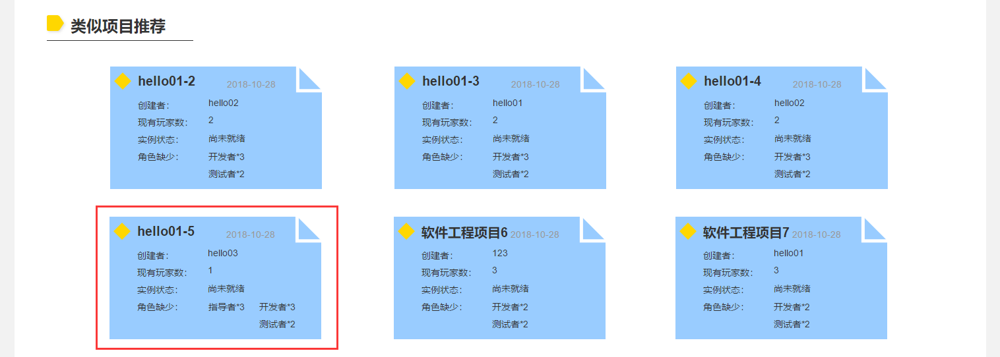 类似项目推荐
hello01-2 2018-10-28
创建者： hello02
现有玩家数： 2
实例状态： 尚未就绪
角色缺少： 开发者*3
测试者*2
hello01-3 2018-10-28
创建者： hello01
现有玩家数： 2
实例状态： 尚未就绪
角色缺少： 开发者*3
测试者*2
hello01-4 2018-10-28
创建者： hello02
现有玩家数： 2
实例状态： 尚未就绪
角色缺少： 开发者*3
测试者*2
hello01-5 2018-10-28
创建者： hello03
现有玩家数： 1
实例状态： 尚未就绪
角色缺少： 指导者*3 开发者*3
测试者*2
软件工程项目6 2018-10-28
创建者： 123
现有玩家数： 3
实例状态： 尚未就绪
角色缺少： 开发者*2
测试者*2
软件工程项目7 2018-10-28
创建者： hello01
现有玩家数： 3
实例状态： 尚未就绪
角色缺少： 开发者*2
测试者*2